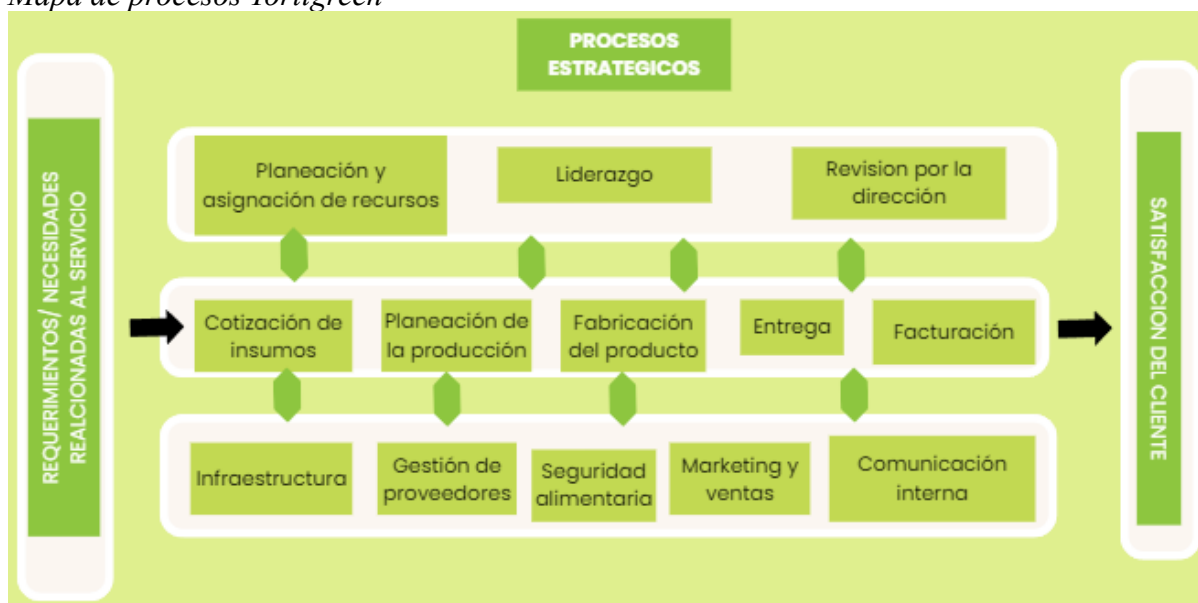 Mapa de procesos Tortigreen
PROCESOS
ESTRATEGICOS
REQUERIMIENTOS/ NECESIDADES
REALCIONADAS AL SERVICIO
Planeación y
asignación de recursos
Liderazgo
Revision por la
dirección
Cotización de
insumos
Planeación de
la producción
Fabricación
del producto
Entrega
Facturación
Infraestructura
Gestión de
proveedores
Seguridad
alimentaria
Marketing y
ventas
Comunicación
interna
SATISFACCION DEL CLIENTE